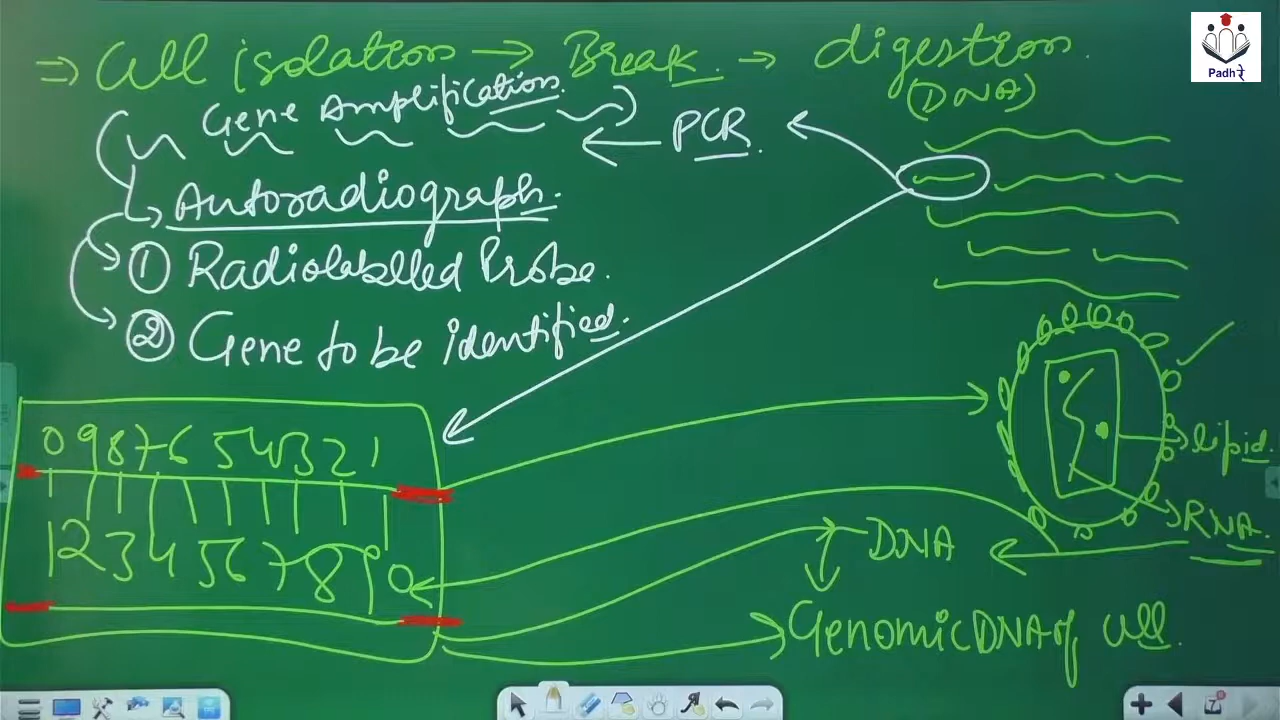 ⇒ Cell isolation → Break. → digestion.
(DNA)
Gene Amplification.
PCR.
Autoradiograph.
① Radiolabelled Probe.
② Gene to be identified.
0 9 8 7 6 5 4 3 2 1
1 2 3 4 5 6 7 8 9 0
lipid.
RNA.
DNA
Genomic DNA of Cell.
Padhरे